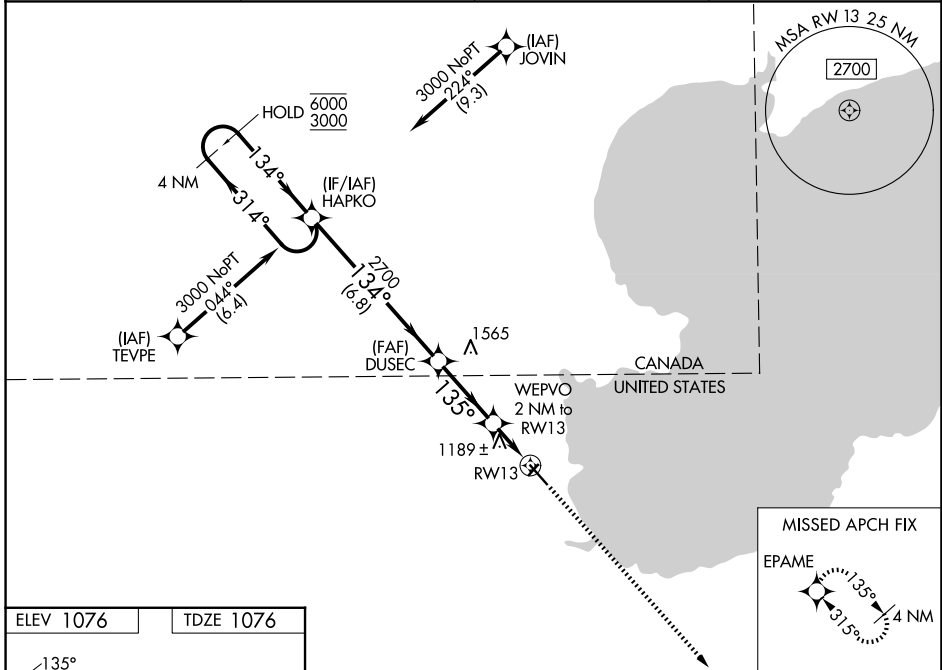 MSA RW 13 25 NM
2700
(IAF)
JOVIN
3000 NoPT
224°
(9.3)
HOLD 6000
3000
134°
4 NM
314°
(IF/IAF)
HAPKO
3000 NoPT
044°
(6.4)
(IAF)
TEVPE
2700
134°
(6.8)
(FAF)
DUSEC
1565
CANADA
UNITED STATES
135°
WEPVO
2 NM to
RW13
1189 ±
RW13
MISSED APCH FIX
EPAME
135°
315°
4 NM
ELEV 1076
TDZE 1076
135°